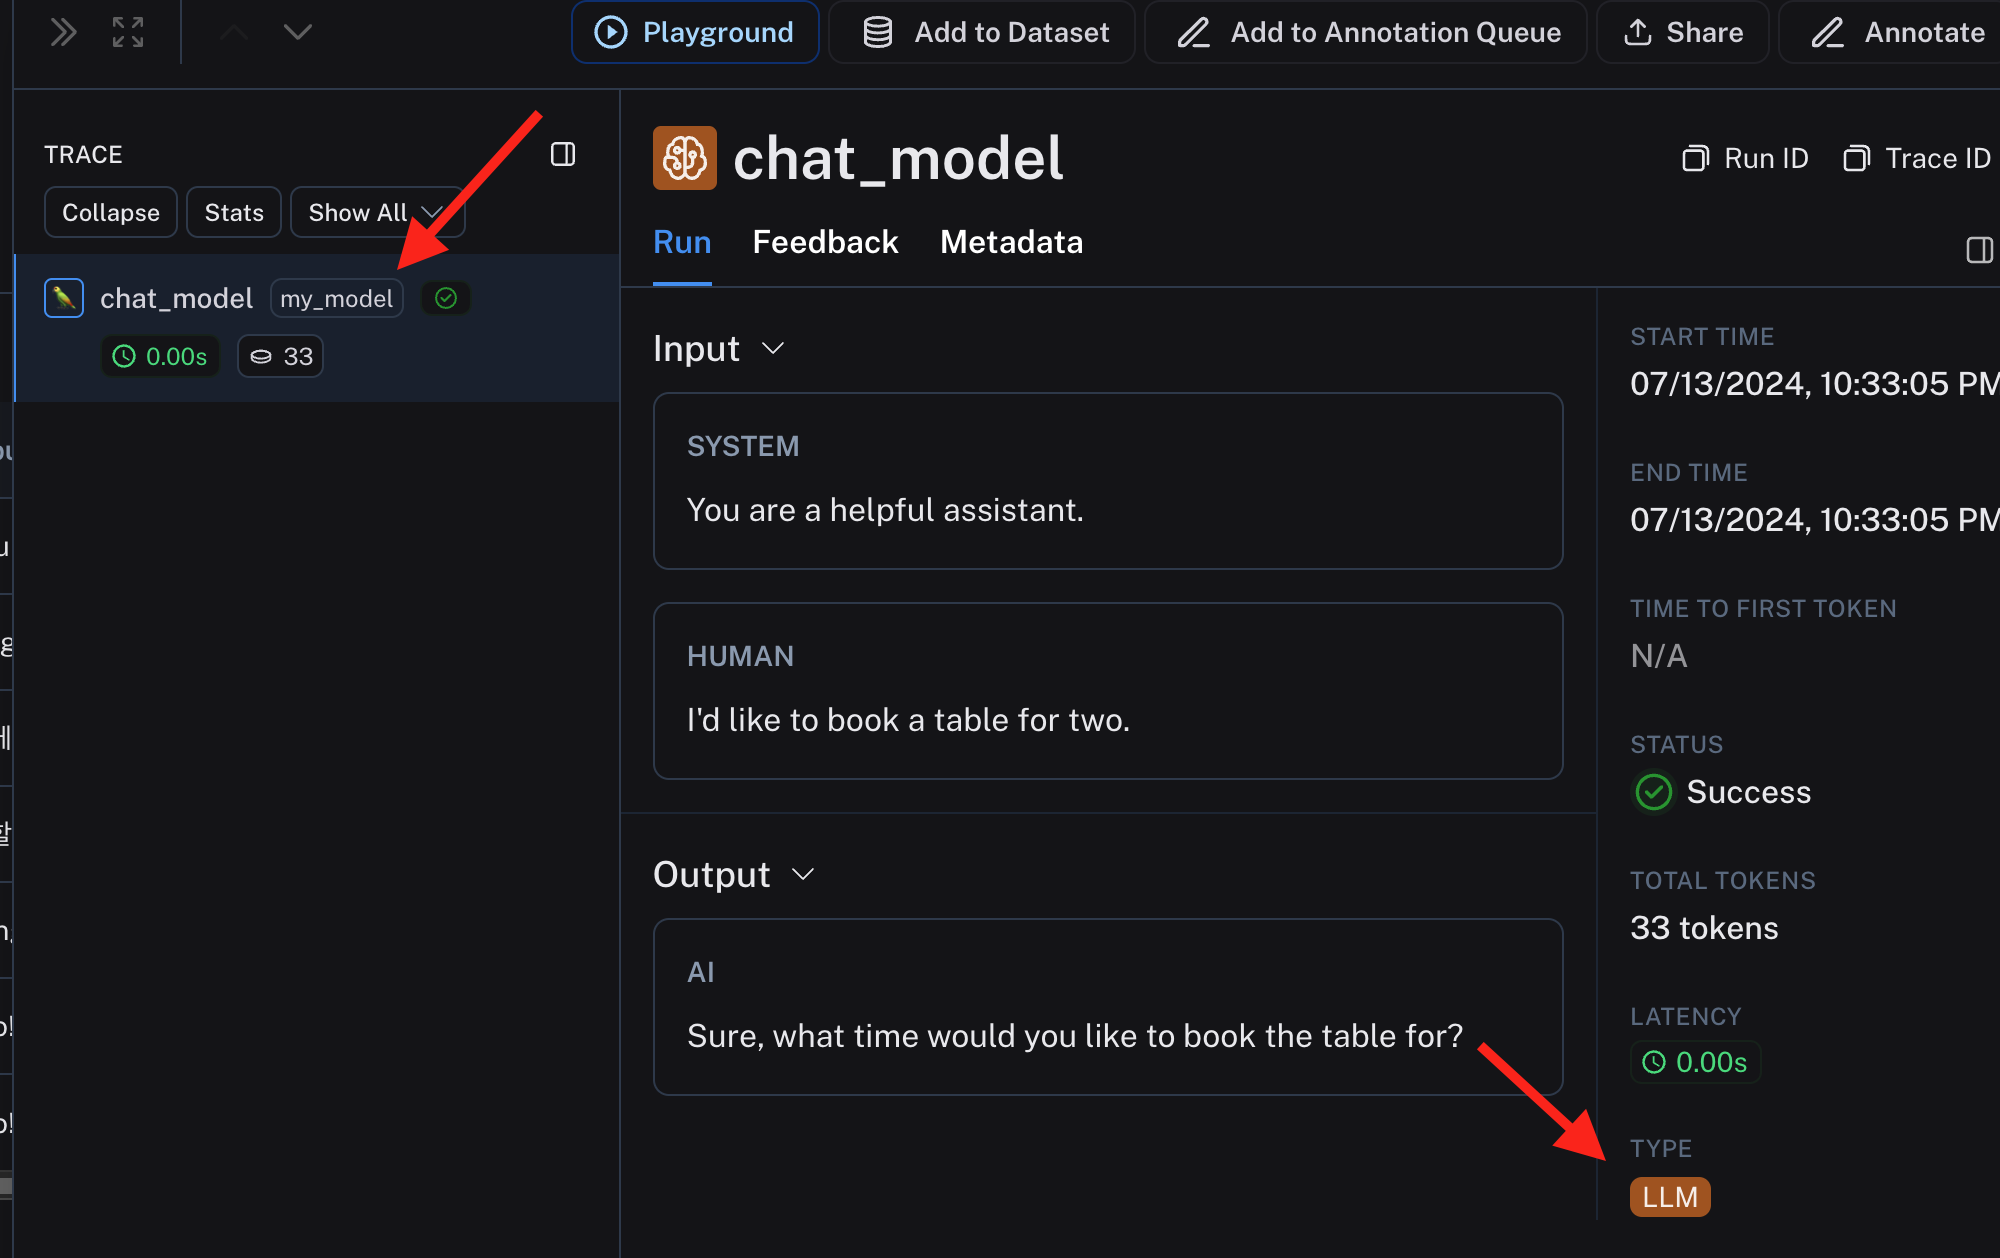 Playground
Add to Dataset
Add to Annotation Queue
Share
Annotate
TRACE
Collapse
Stats
Show All
chat_model
my_model
0.00s
33
chat_model
Run ID
Trace ID
Run
Feedback
Metadata
Input
SYSTEM
You are a helpful assistant.
HUMAN
I'd like to book a table for two.
Output
AI
Sure, what time would you like to book the table for?
START TIME
07/13/2024, 10:33:05 PM
END TIME
07/13/2024, 10:33:05 PM
TIME TO FIRST TOKEN
N/A
STATUS
Success
TOTAL TOKENS
33 tokens
LATENCY
0.00s
TYPE
LLM